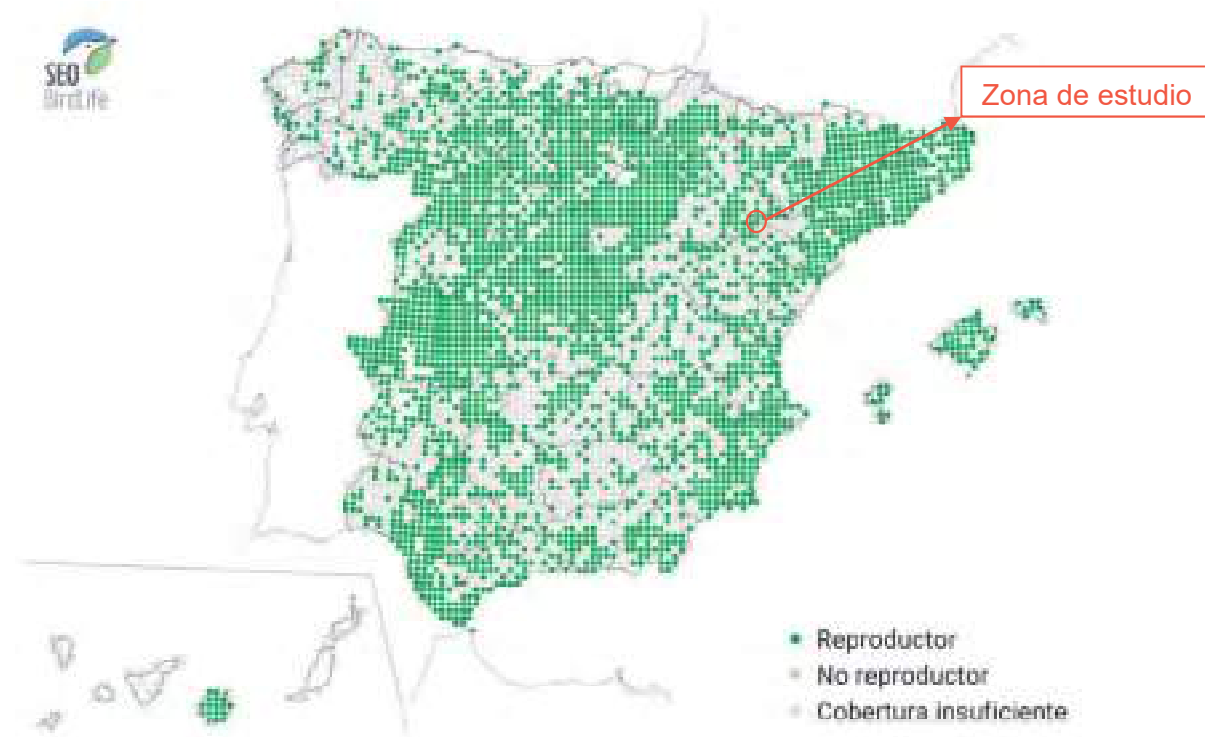 SEO
BirdLife
Zona de estudio
Reproductor
No reproductor
Cobertura insuficiente